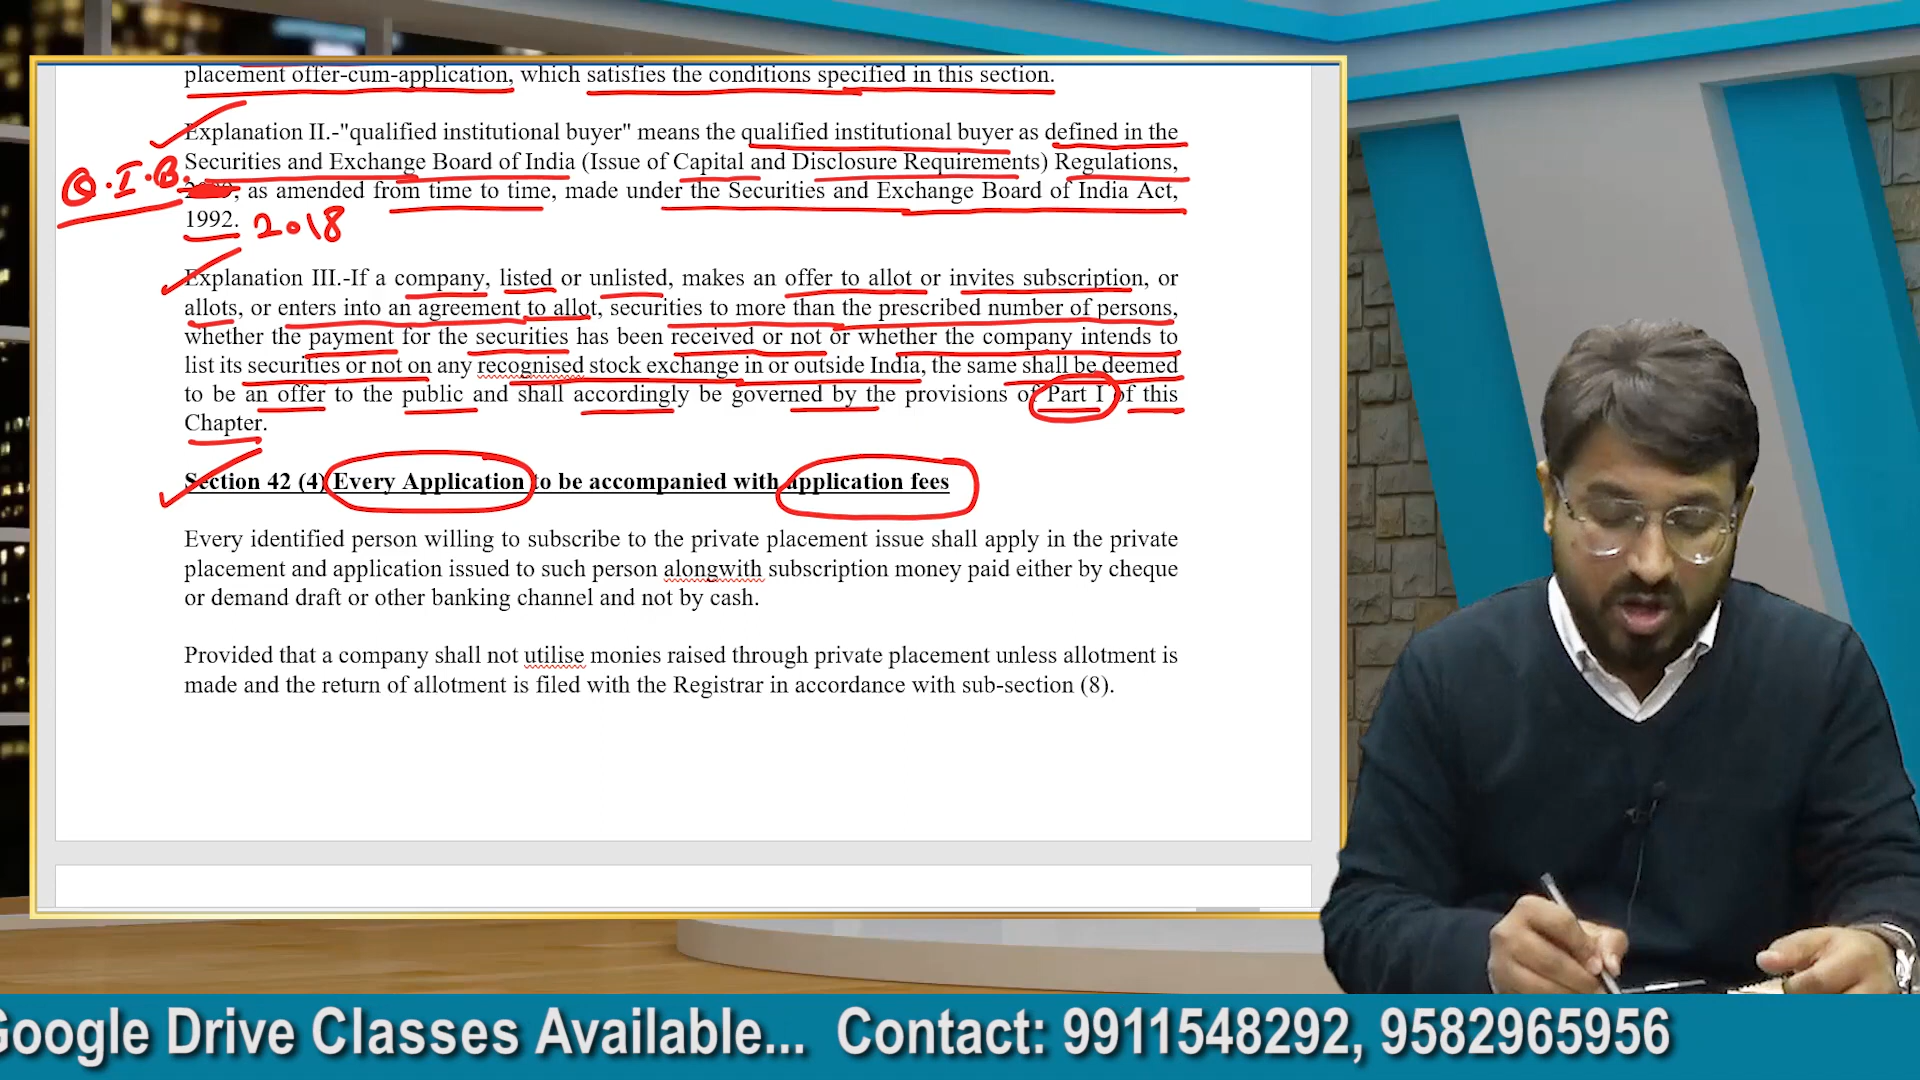 placement offer-cum-application, which satisfies the conditions specified in this section.
Explanation II.-"qualified institutional buyer" means the qualified institutional buyer as defined in the
Securities and Exchange Board of India (Issue of Capital and Disclosure Requirements) Regulations,
Q.I.B.
, as amended from time to time, made under the Securities and Exchange Board of India Act,
1992. 2018
Explanation III.-If a company, listed or unlisted, makes an offer to allot or invites subscription, or
allots, or enters into an agreement to allot, securities to more than the prescribed number of persons,
whether the payment for the securities has been received or not or whether the company intends to
list its securities or not on any recognised stock exchange in or outside India, the same shall be deemed
to be an offer to the public and shall accordingly be governed by the provisions of Part I of this
Chapter.
Section 42 (4) Every Application to be accompanied with application fees
Every identified person willing to subscribe to the private placement issue shall apply in the private
placement and application issued to such person alongwith subscription money paid either by cheque
or demand draft or other banking channel and not by cash.
Provided that a company shall not utilise monies raised through private placement unless allotment is
made and the return of allotment is filed with the Registrar in accordance with sub-section (8).
Google Drive Classes Available... Contact: 9911548292, 9582965956